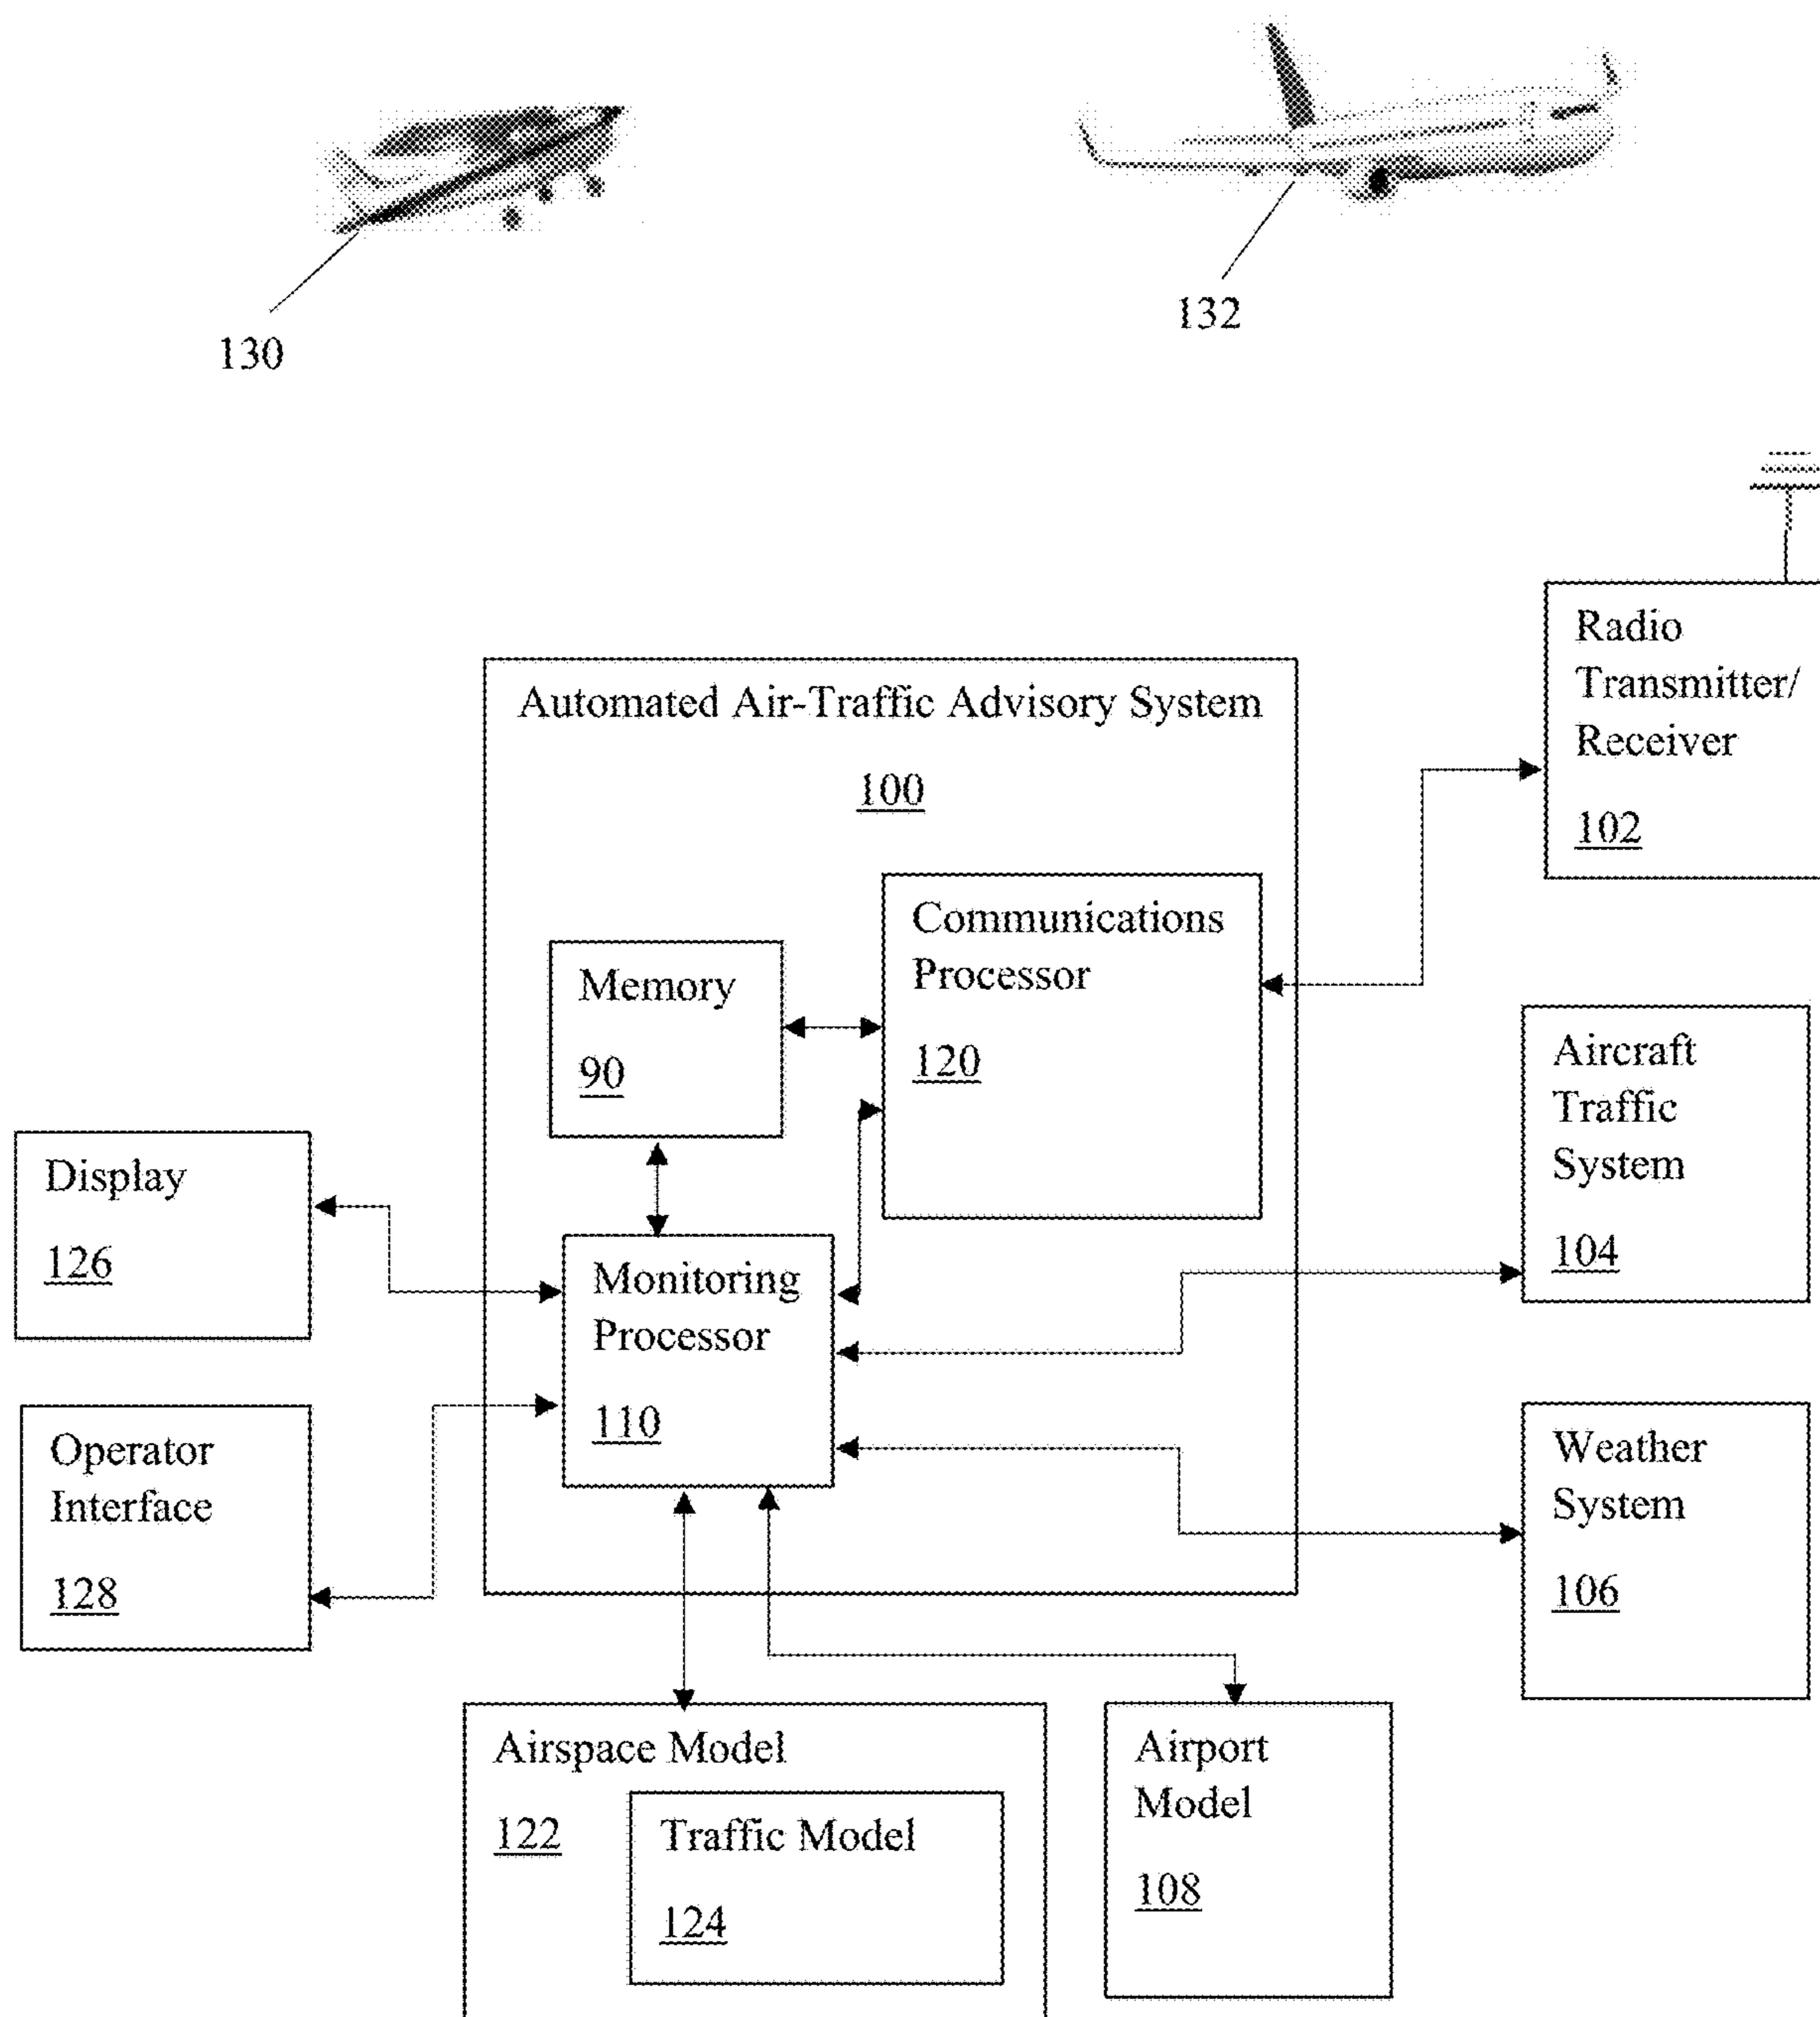 130
132
Radio
Transmitter/
Receiver
102
Automated Air-Traffic Advisory System
100
Communications
Processor
120
Memory
90
Aircraft
Traffic
System
104
Display
126
Monitoring
Processor
110
Operator
Interface
128
Weather
System
106
Airspace Model
122
Traffic Model
124
Airport
Model
108